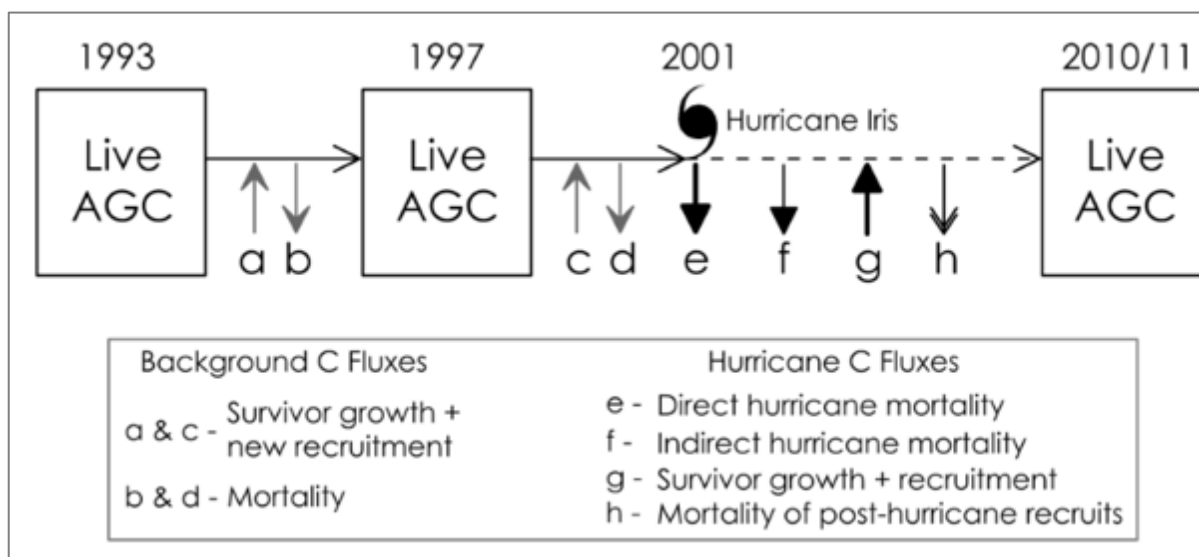 1993 1997 2001 2010/11
Hurricane Iris
Live Live Live
AGC AGC AGC
a b c d e f g h
Background C Fluxes
a & c - Survivor growth +
new recruitment
b & d - Mortality
Hurricane C Fluxes
e - Direct hurricane mortality
f - Indirect hurricane mortality
g - Survivor growth + recruitment
h - Mortality of post-hurricane recruits